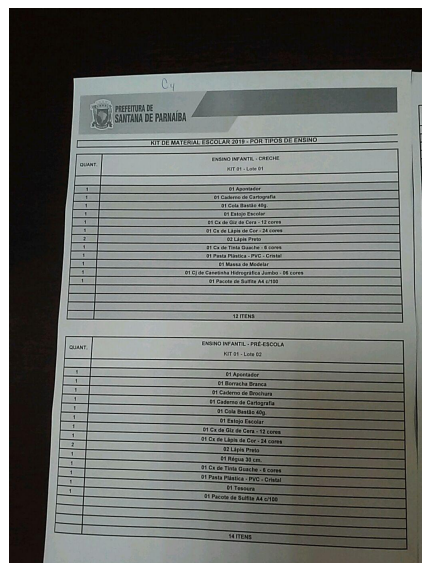 C4
PREFEITURA DE
SANTANA DE PARNAÍBA
KIT DE MATERIAL ESCOLAR 2019 - POR TIPOS DE ENSINO
QUANT. ENSINO INFANTIL - CRECHE
KIT 01 - Lote 01
1 01 Apontador
1 01 Caderno de Cartografia
1 01 Cola Bastão 40g
1 01 Estojo Escolar
1 01 Cx de Giz de Cera - 12 cores
1 01 Cx de Lápis de Cor - 24 cores
2 02 Lápis Preto
1 01 Cx de Tinta Guache - 6 cores
1 01 Pasta Plástica - PVC - Cristal
1 01 Massa de Modelar
1 01 Cj de Canetinha Hidrográfica Jumbo - 06 cores
1 01 Pacote de Sulfite A4 c/100
12 ITENS
QUANT. ENSINO INFANTIL - PRÉ-ESCOLA
KIT 01 - Lote 02
1 01 Apontador
1 01 Borracha Branca
1 01 Caderno de Brochura
1 01 Caderno de Cartografia
1 01 Cola Bastão 40g
1 01 Estojo Escolar
1 01 Cx de Giz de Cera - 12 cores
1 01 Cx de Lápis de Cor - 24 cores
2 02 Lápis Preto
1 01 Régua 30 cm.
1 01 Cx de Tinta Guache - 6 cores
1 01 Pasta Plástica - PVC - Cristal
1 01 Tesoura
1 01 Pacote de Sulfite A4 c/100
14 ITENS